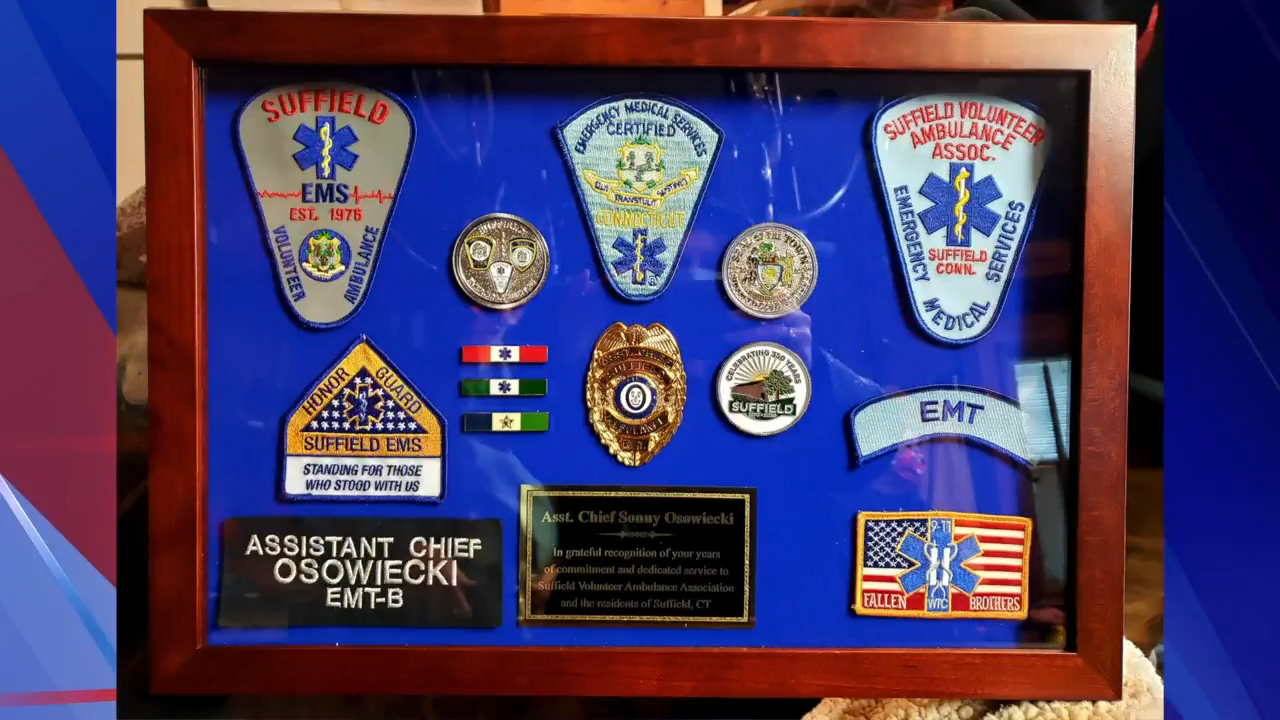 SUFFIELD
EMS
EST. 1976
VOLUNTEER
AMBULANCE
EMERGENCY MEDICAL SERVICES
CERTIFIED
QUI TRANSTULIT SUSTINET
CONNECTICUT
SUFFIELD VOLUNTEER
AMBULANCE
ASSOC.
EMERGENCY
MEDICAL
SERVICES
SUFFIELD
CONN.
HONOR GUARD
SUFFIELD EMS
STANDING FOR THOSE
WHO STOOD WITH US
CELEBRATING 350 YEARS
SUFFIELD
EMT
ASSISTANT CHIEF
OSOWIECKI
EMT-B
Asst. Chief Sonny Osowiecki
In grateful recognition of your years
of commitment and dedicated service to
Suffield Volunteer Ambulance Association
and the residents of Suffield, CT
9-11
WTC
FALLEN BROTHERS